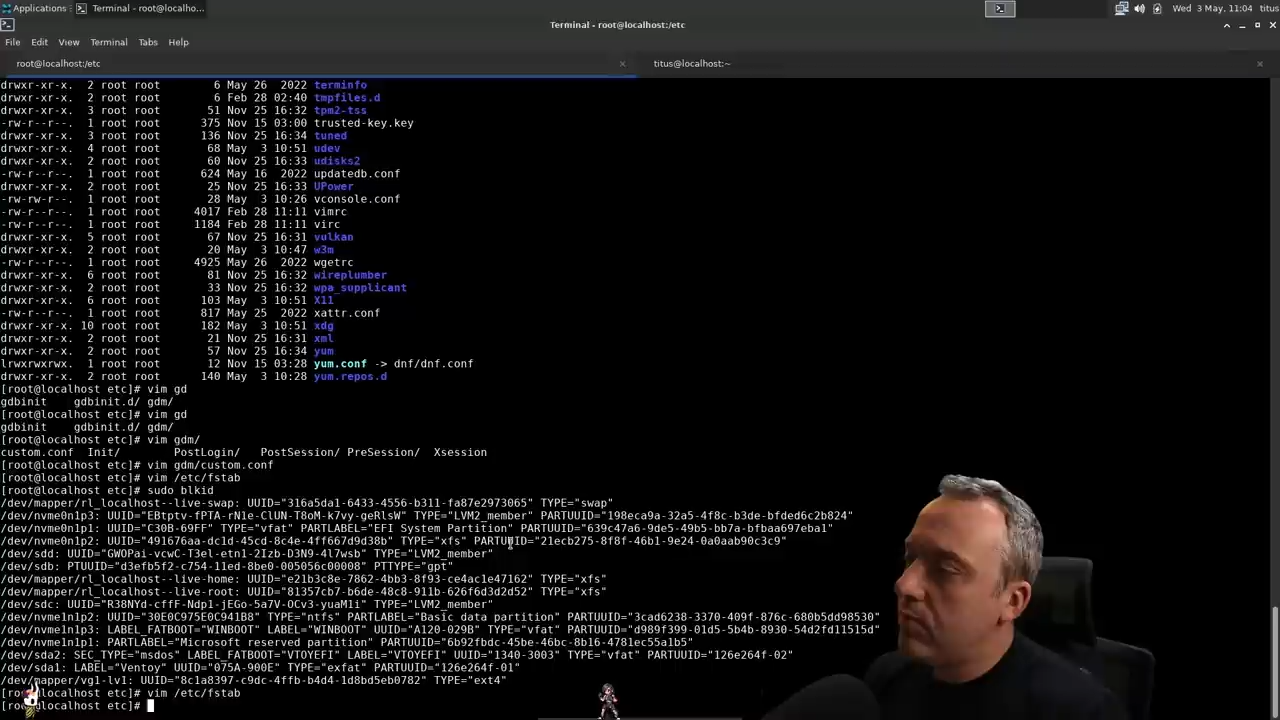 Applications Terminal - root@localho... Wed 3 May, 11:04 titus
Terminal - root@localhost:/etc
File Edit View Terminal Tabs Help
root@localhost:/etc titus@localhost:~
drwxr-xr-x. 2 root root 6 May 26 2022 terminfo
drwxr-xr-x. 2 root root 6 Feb 28 02:40 tmpfiles.d
drwxr-xr-x. 3 root root 51 Nov 25 16:32 tpm2-tss
-rw-r--r--. 1 root root 375 Nov 15 03:00 trusted-key.key
drwxr-xr-x. 3 root root 136 Nov 25 16:34 tuned
drwxr-xr-x. 4 root root 68 May 3 10:51 udev
drwxr-xr-x. 2 root root 60 Nov 25 16:33 udisks2
-rw-r--r--. 1 root root 624 May 16 2022 updatedb.conf
drwxr-xr-x. 2 root root 25 Nov 25 16:33 UPower
-rw-rw-r--. 1 root root 28 May 3 10:26 vconsole.conf
-rw-r--r--. 1 root root 4017 Feb 28 11:11 vimrc
-rw-r--r--. 1 root root 1184 Feb 28 11:11 virc
drwxr-xr-x. 5 root root 67 Nov 25 16:31 vulkan
drwxr-xr-x. 2 root root 20 May 3 10:47 w3m
-rw-r--r--. 1 root root 4925 May 26 2022 wgetrc
drwxr-xr-x. 6 root root 81 Nov 25 16:32 wireplumber
drwxr-xr-x. 2 root root 33 Nov 25 16:32 wpa_supplicant
drwxr-xr-x. 6 root root 103 May 3 10:51 X11
-rw-r--r--. 1 root root 817 May 25 2022 xattr.conf
drwxr-xr-x. 10 root root 182 May 3 10:51 xdg
drwxr-xr-x. 2 root root 21 Nov 25 16:31 xml
drwxr-xr-x. 2 root root 57 Nov 25 16:34 yum
lrwxrwxrwx. 1 root root 12 Nov 15 03:28 yum.conf -> dnf/dnf.conf
drwxr-xr-x. 2 root root 140 May 3 10:28 yum.repos.d
[root@localhost etc]# vim gd
gdbinit gdbinit.d/ gdm/
[root@localhost etc]# vim gd
gdbinit gdbinit.d/ gdm/
[root@localhost etc]# vim gdm/
custom.conf Init/ PostLogin/ PostSession/ PreSession/ Xsession
[root@localhost etc]# vim gdm/custom.conf
[root@localhost etc]# vim /etc/fstab
[root@localhost etc]# sudo blkid
/dev/mapper/rl_localhost--live-swap: UUID="316a5da1-6433-4556-b311-fa87e2973065" TYPE="swap"
/dev/nvme0n1p3: UUID="EBtptv-fPTA-rN1e-ClUN-T8oM-k7vy-geRlsW" TYPE="LVM2_member" PARTUUID="198eca9a-32a5-4f8c-b3de-bfded6c2b824"
/dev/nvme0n1p1: UUID="C30B-69FF" TYPE="vfat" PARTLABEL="EFI System Partition" PARTUUID="639c47a6-9de5-49b5-bb7a-bfbaa697eba1"
/dev/nvme0n1p2: UUID="491676aa-dc1d-45cd-8c4e-4ff667d9d38b" TYPE="xfs" PARTUUID="21ecb275-8f8f-46b1-9e24-0a0aab90c3c9"
/dev/sdd: UUID="GWOPai-vcwC-T3el-etn1-2Izb-D3N9-4l7wsb" TYPE="LVM2_member"
/dev/sdb: PTUUID="d3efb5f2-c754-11ed-8be0-005056c00008" PTTYPE="gpt"
/dev/mapper/rl_localhost--live-home: UUID="e21b3c8e-7862-4bb3-8f93-ce4ac1e47162" TYPE="xfs"
/dev/mapper/rl_localhost--live-root: UUID="81357cb7-b6de-48c8-911b-626f6d3d2d52" TYPE="xfs"
/dev/sdc: UUID="R38NYd-cffF-Ndp1-jEGo-5a7V-OCv3-yuaM1i" TYPE="LVM2_member"
/dev/nvme1n1p2: UUID="30E0C975E0C941B8" TYPE="ntfs" PARTLABEL="Basic data partition" PARTUUID="3cad6238-3370-409f-876c-680b5dd98530"
/dev/nvme1n1p3: LABEL_FATBOOT="WINBOOT" LABEL="WINBOOT" UUID="A120-029B" TYPE="vfat" PARTUUID="d989f399-01d5-5b4b-8930-54d2fd11515d"
/dev/nvme1n1p1: PARTLABEL="Microsoft reserved partition" PARTUUID="6b92fbdc-45be-46bc-8b16-4781ec55a1b5"
/dev/sda2: SEC_TYPE="msdos" LABEL_FATBOOT="VTOYEFI" LABEL="VTOYEFI" UUID="1340-3003" TYPE="vfat" PARTUUID="126e264f-02"
/dev/sda1: LABEL="Ventoy" UUID="075A-900E" TYPE="exfat" PARTUUID="126e264f-01"
/dev/mapper/vg1-lv1: UUID="8c1a8397-c9dc-4ffb-b4d4-1d8bd5eb0782" TYPE="ext4"
[root@localhost etc]# vim /etc/fstab
[root@localhost etc]#